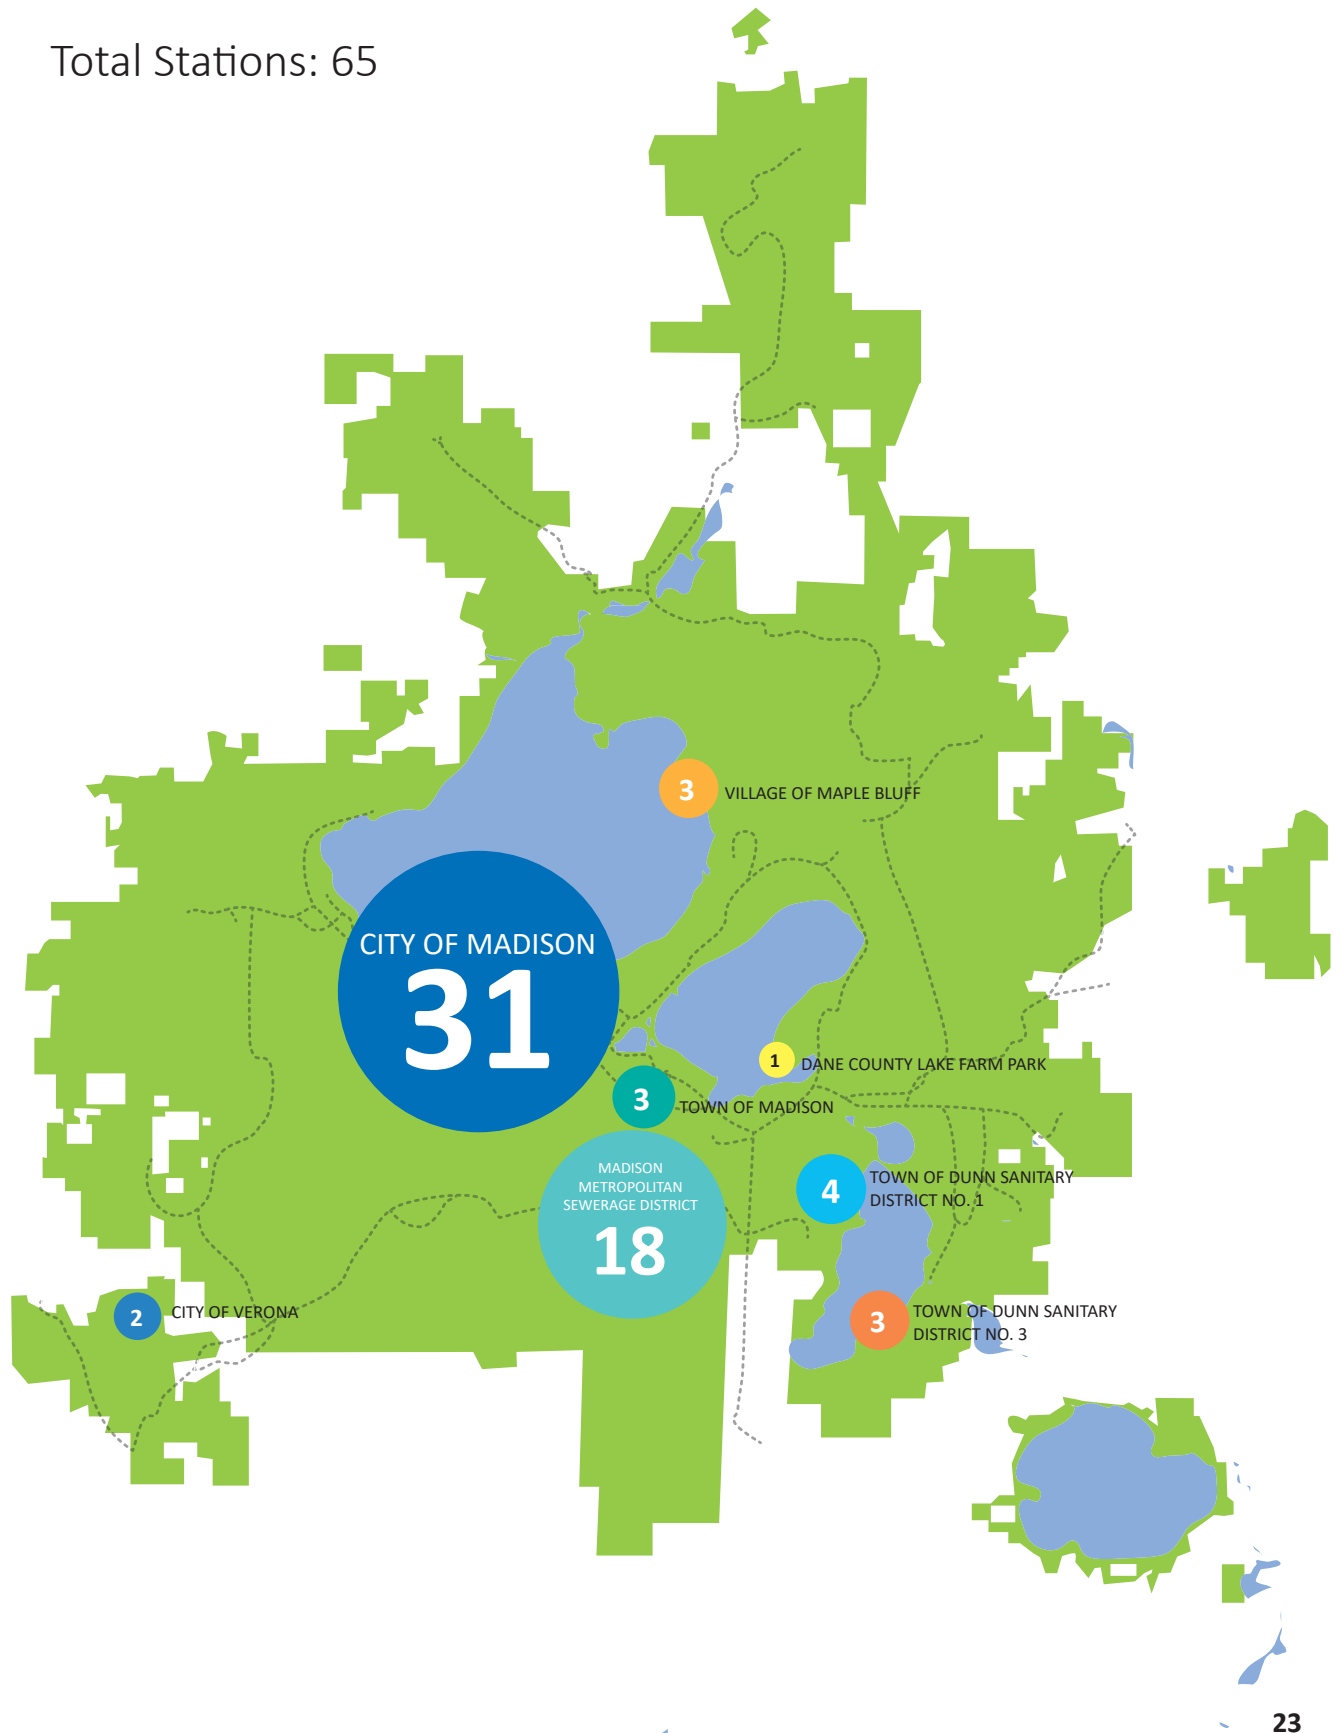 Total Stations: 65
3
VILLAGE OF MAPLE BLUFF
CITY OF MADISON
31
1
DANE COUNTY LAKE FARM PARK
3
TOWN OF MADISON
MADISON
METROPOLITAN
SEWERAGE DISTRICT
18
4
TOWN OF DUNN SANITARY
DISTRICT NO. 1
2
CITY OF VERONA
3
TOWN OF DUNN SANITARY
DISTRICT NO. 3
23